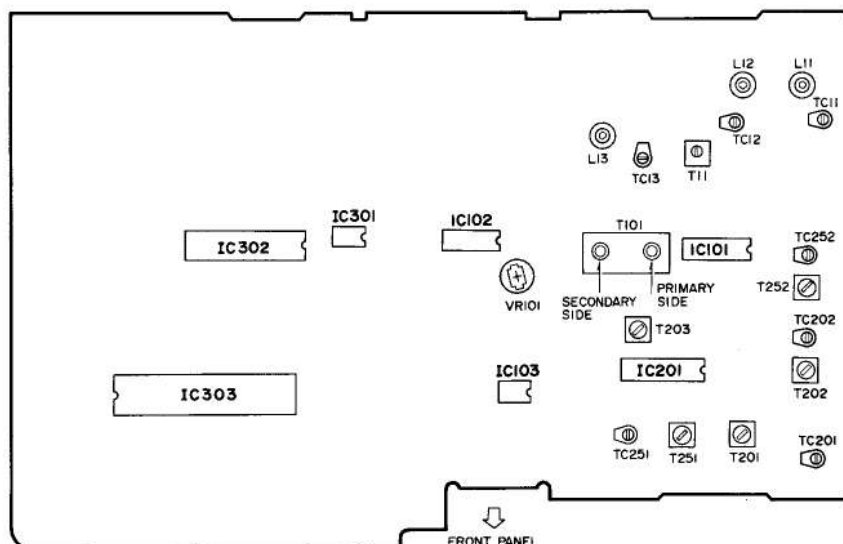 L12
L11
TC11
TC12
L13
TC13
T11
IC301
IC302
IC102
T101
IC101
TC252
VR101
SECONDARY
SIDE
PRIMARY
SIDE
T252
T203
TC202
IC303
IC103
IC201
T202
TC251
T251
T201
TC201
FRONT PANEL